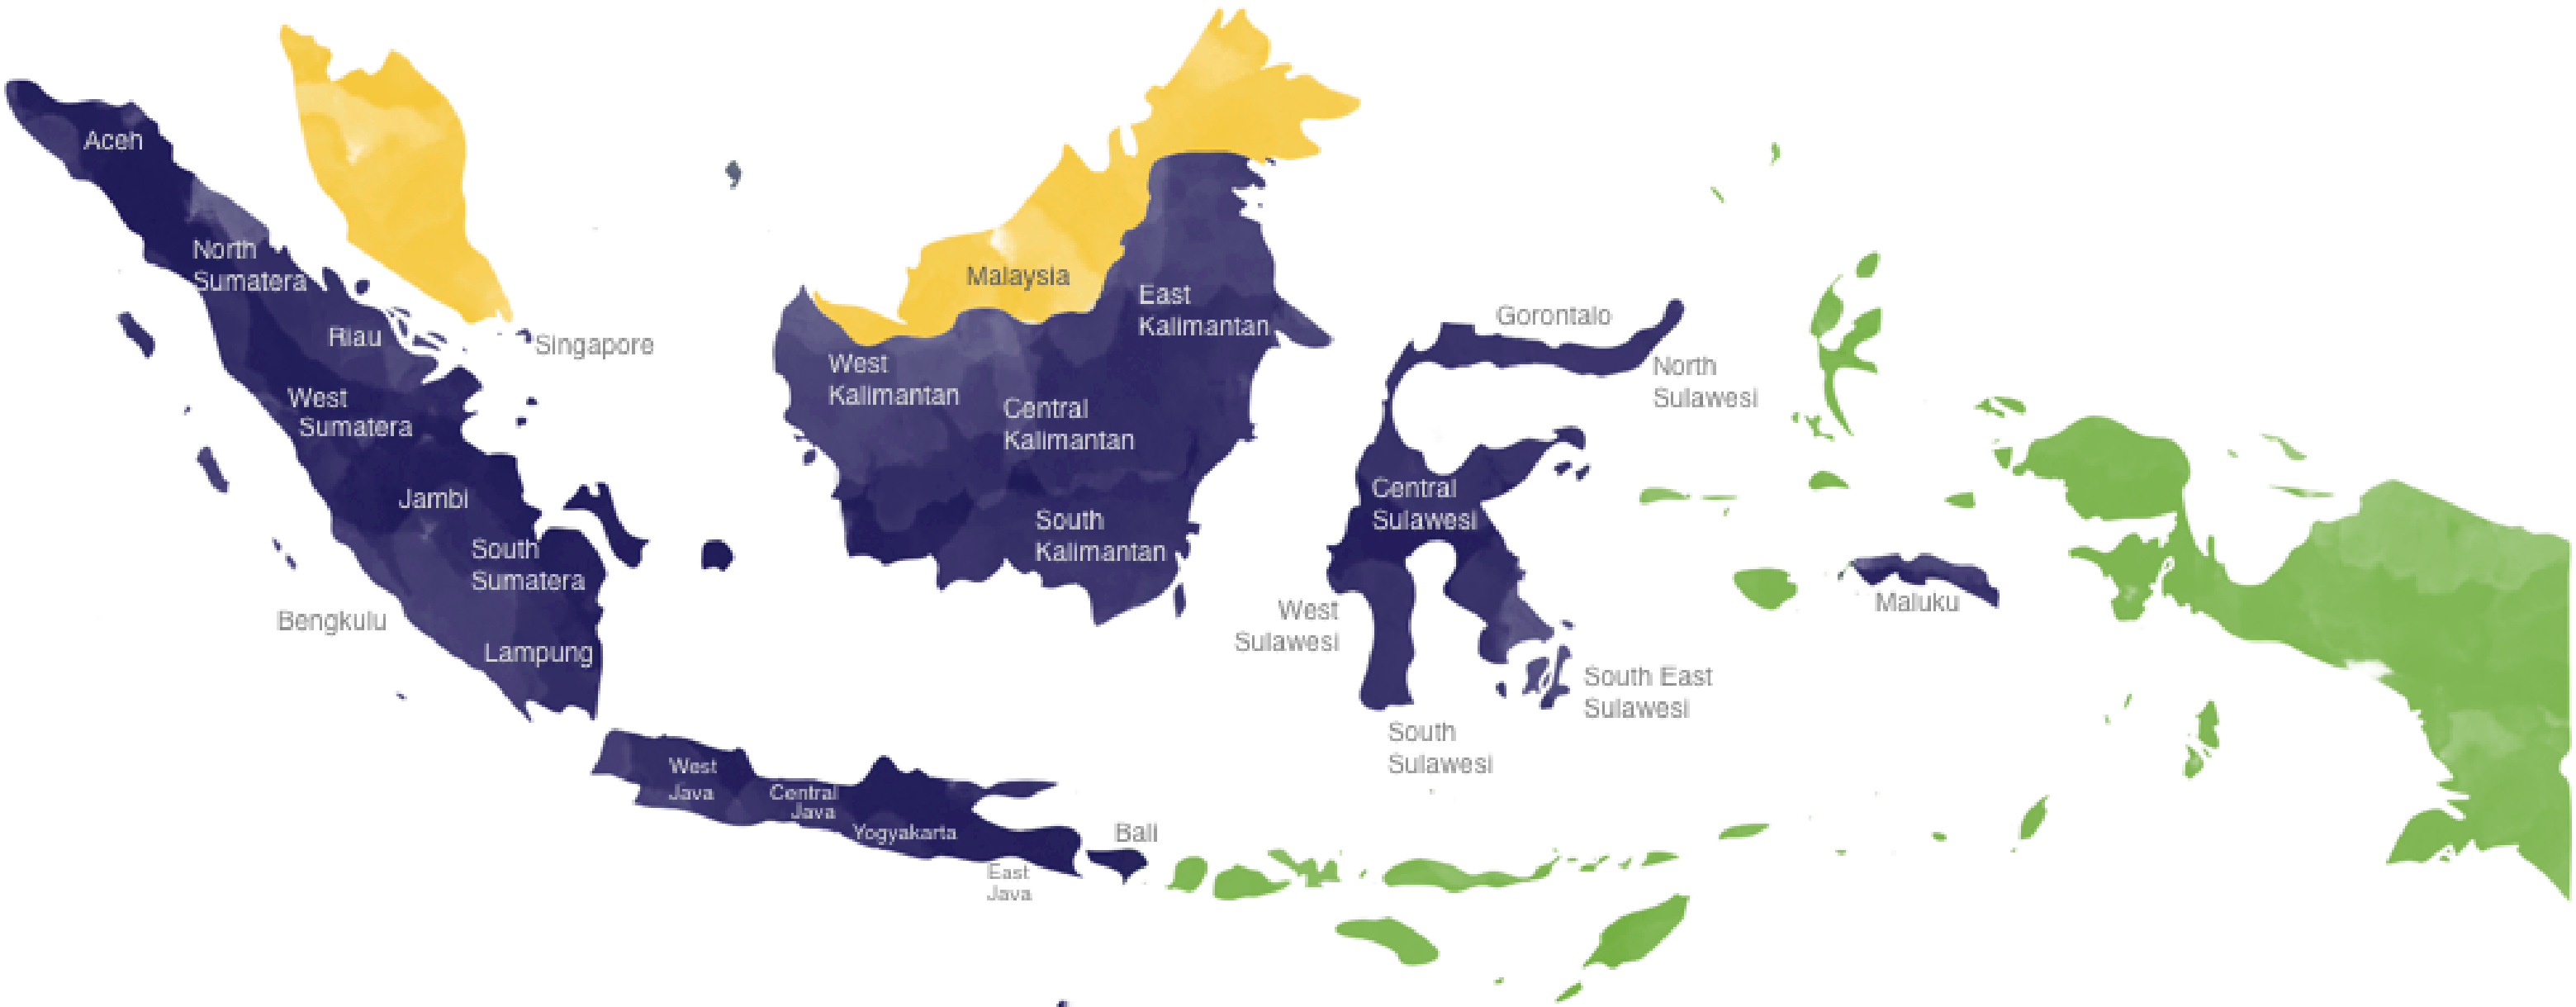 Aceh
North
Sumatera
Riau
Singapore
West
Sumatera
Jambi
South
Sumatera
Bengkulu
Lampung
Malaysia
East
Kalimantan
West
Kalimantan
Central
Kalimantan
South
Kalimantan
Gorontalo
North
Sulawesi
Central
Sulawesi
West
Sulawesi
South East
Sulawesi
South
Sulawesi
Maluku
West
Java
Central
Java
Yogyakarta
East
Java
Bali